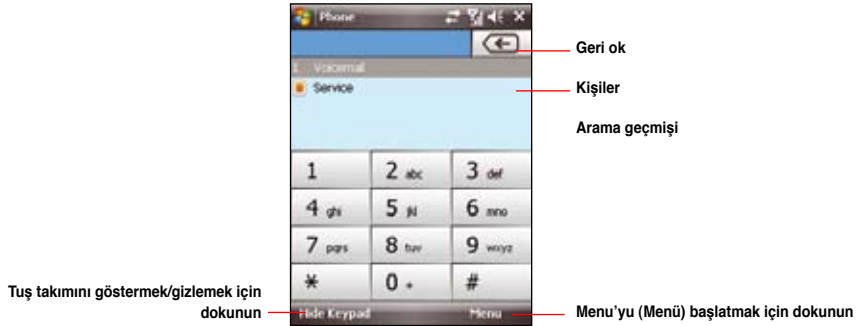 Phone
Geri ok
1 Voicemail
Service
Kişiler
Arama geçmişi
1 2 abc 3 def
4 ghi 5 jkl 6 mno
7 pqrs 8 tuv 9 wxyz
* 0 + #
Tuş takımını göstermek/gizlemek için
dokunun
Hide Keypad Menu
Menu'yu (Menü) başlatmak için dokunun